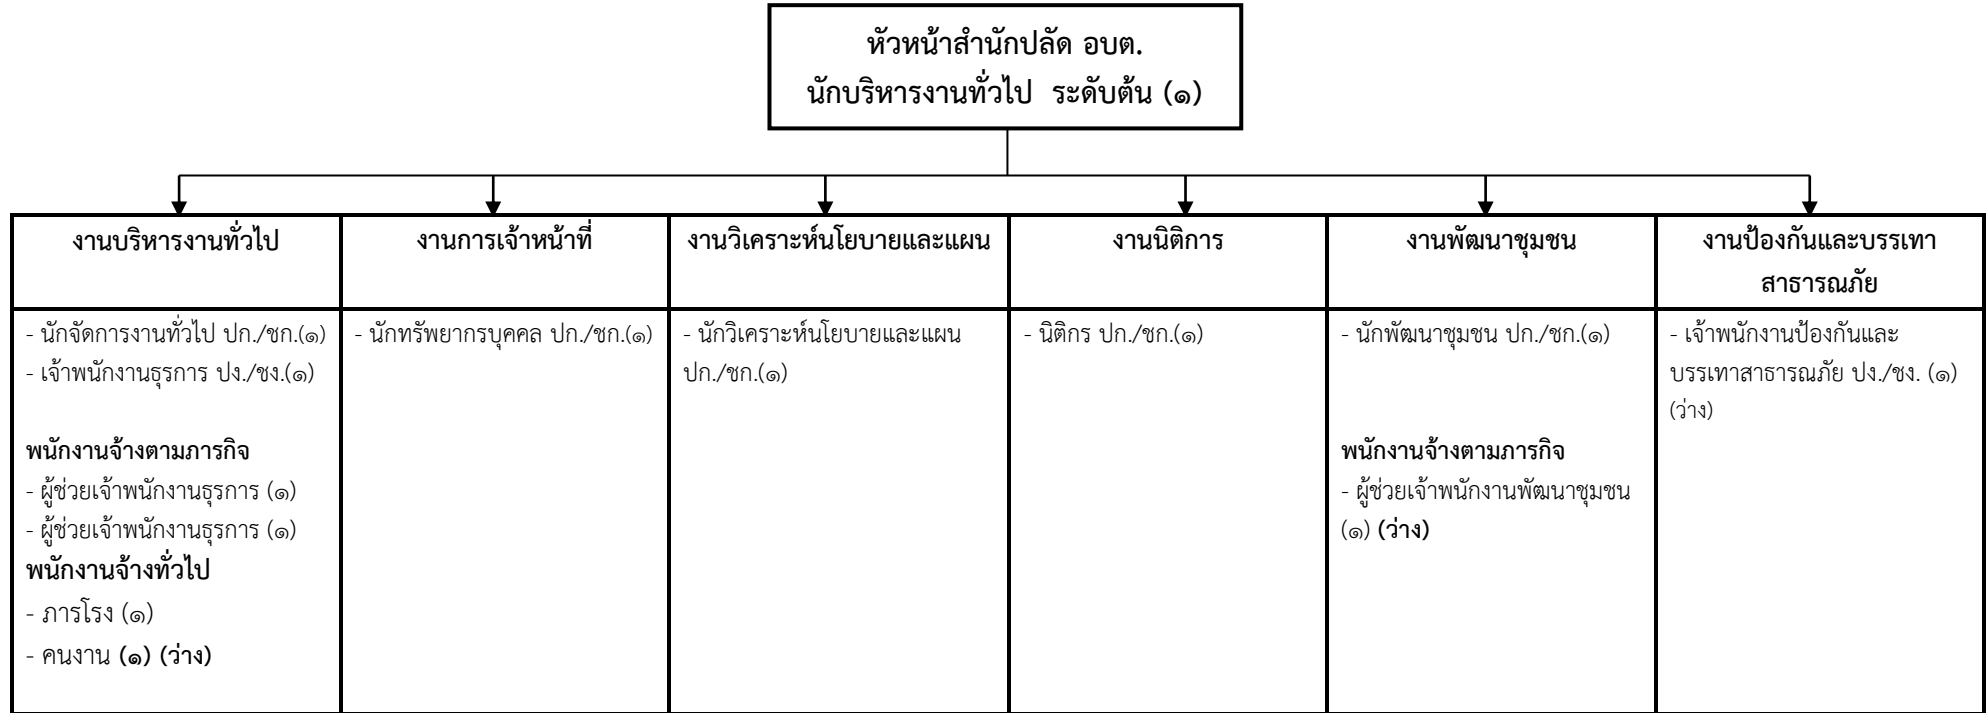 หัวหน้าสำนักปลัด อบต.
นักบริหารงานทั่วไป ระดับต้น (๑)
งานบริหารงานทั่วไป
- นักจัดการงานทั่วไป ปก./ชก.(๑)
- เจ้าพนักงานธุรการ ปง./ชง.(๑)
พนักงานจ้างตามภารกิจ
- ผู้ช่วยเจ้าพนักงานธุรการ (๑)
- ผู้ช่วยเจ้าพนักงานธุรการ (๑)
พนักงานจ้างทั่วไป
- ภารโรง (๑)
- คนงาน (๑) (ว่าง)
งานการเจ้าหน้าที่
- นักทรัพยากรบุคคล ปก./ชก.(๑)
งานวิเคราะห์นโยบายและแผน
- นักวิเคราะห์นโยบายและแผน
ปก./ชก.(๑)
งานนิติการ
- นิติกร ปก./ชก.(๑)
งานพัฒนาชุมชน
- นักพัฒนาชุมชน ปก./ชก.(๑)
พนักงานจ้างตามภารกิจ
- ผู้ช่วยเจ้าพนักงานพัฒนาชุมชน
(๑) (ว่าง)
งานป้องกันและบรรเทา
สาธารณภัย
- เจ้าพนักงานป้องกันและ
บรรเทาสาธารณภัย ปง./ชง. (๑)
(ว่าง)